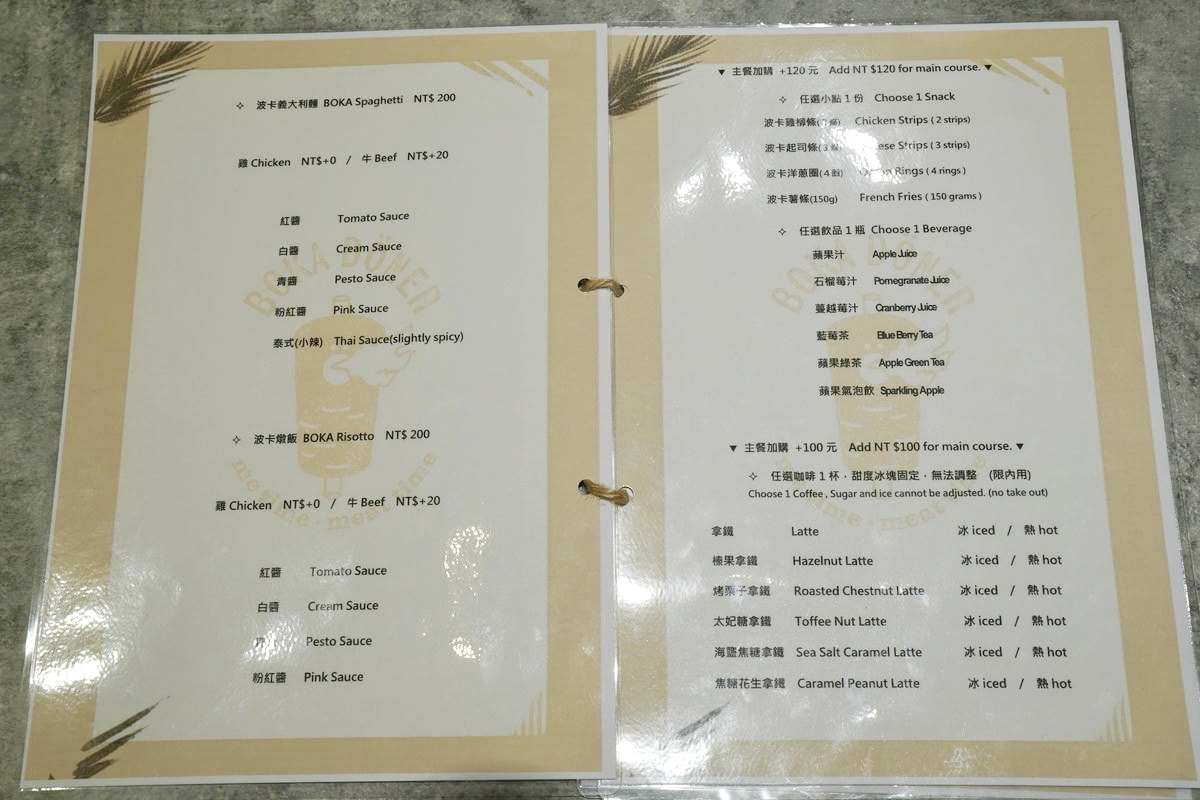 ✧ 波卡義大利麵 BOKA Spaghetti NT$ 200
雞 Chicken NT$+0 / 牛 Beef NT$+20
紅醬 Tomato Sauce
白醬 Cream Sauce
青醬 Pesto Sauce
粉紅醬 Pink Sauce
泰式(小辣) Thai Sauce(slightly spicy)
BOKA DÖNER
✧ 波卡燉飯 BOKA Risotto NT$ 200
雞 Chicken NT$+0 / 牛 Beef NT$+20
紅醬 Tomato Sauce
白醬 Cream Sauce
Pesto Sauce
粉紅醬 Pink Sauce
▼ 主餐加購 +120 元 Add NT $120 for main course. ▼
✧ 任選小點 1 份 Choose 1 Snack
波卡雞柳條 Chicken Strips ( 2 strips)
波卡起司條 Strips ( 3 strips)
波卡洋蔥圈(4 圈) Rings ( 4 rings )
波卡薯條(150g) French Fries ( 150 grams )
✧ 任選飲品 1 瓶 Choose 1 Beverage
蘋果汁 Apple Juice
石榴莓汁 Pomegranate Juice
蔓越莓汁 Cranberry Juice
藍莓茶 Blue Berry Tea
蘋果綠茶 Apple Green Tea
蘋果氣泡飲 Sparkling Apple
BOKA DÖNER
▼ 主餐加購 +100 元 Add NT $100 for main course. ▼
✧ 任選咖啡 1 杯，甜度冰塊固定，無法調整 (限內用)
Choose 1 Coffee , Sugar and ice cannot be adjusted. (no take out)
拿鐵 Latte 冰 iced / 熱 hot
榛果拿鐵 Hazelnut Latte 冰 iced / 熱 hot
烤栗子拿鐵 Roasted Chestnut Latte 冰 iced / 熱 hot
太妃糖拿鐵 Toffee Nut Latte 冰 iced / 熱 hot
海鹽焦糖拿鐵 Sea Salt Caramel Latte 冰 iced / 熱 hot
焦糖花生拿鐵 Caramel Peanut Latte 冰 iced / 熱 hot